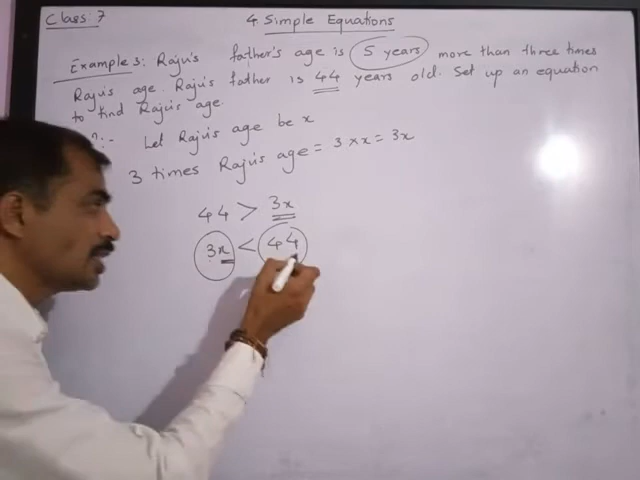 Class: 7
4 Simple Equations
Example 3: Raju's father's age is 5 years more than three times
Raju's age. Raju's father is 44 years old. Set up an equation
to find Raju's age.
:- Let Raju's age be x
3 times Raju's age = 3 × x = 3x
44 > 3x
3x < 44